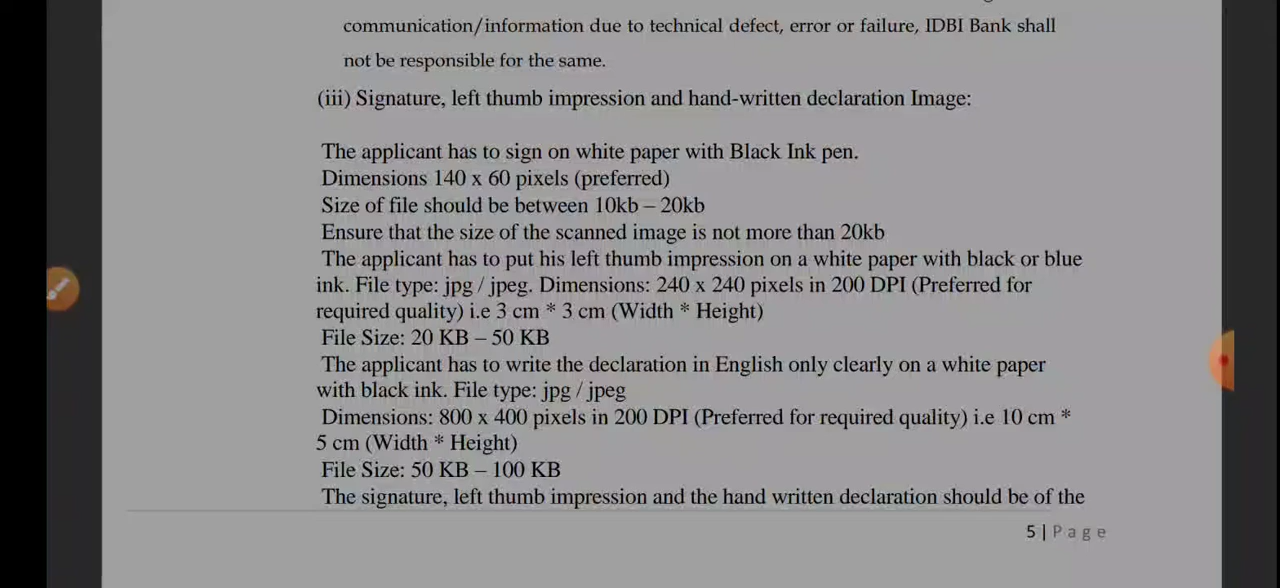 communication/information due to technical defect, error or failure, IDBI Bank shall
not be responsible for the same.
(iii) Signature, left thumb impression and hand-written declaration Image:
The applicant has to sign on white paper with Black Ink pen.
Dimensions 140 x 60 pixels (preferred)
Size of file should be between 10kb – 20kb
Ensure that the size of the scanned image is not more than 20kb
The applicant has to put his left thumb impression on a white paper with black or blue
ink. File type: jpg / jpeg. Dimensions: 240 x 240 pixels in 200 DPI (Preferred for
required quality) i.e 3 cm * 3 cm (Width * Height)
File Size: 20 KB – 50 KB
The applicant has to write the declaration in English only clearly on a white paper
with black ink. File type: jpg / jpeg
Dimensions: 800 x 400 pixels in 200 DPI (Preferred for required quality) i.e 10 cm *
5 cm (Width * Height)
File Size: 50 KB – 100 KB
The signature, left thumb impression and the hand written declaration should be of the
5 | Page